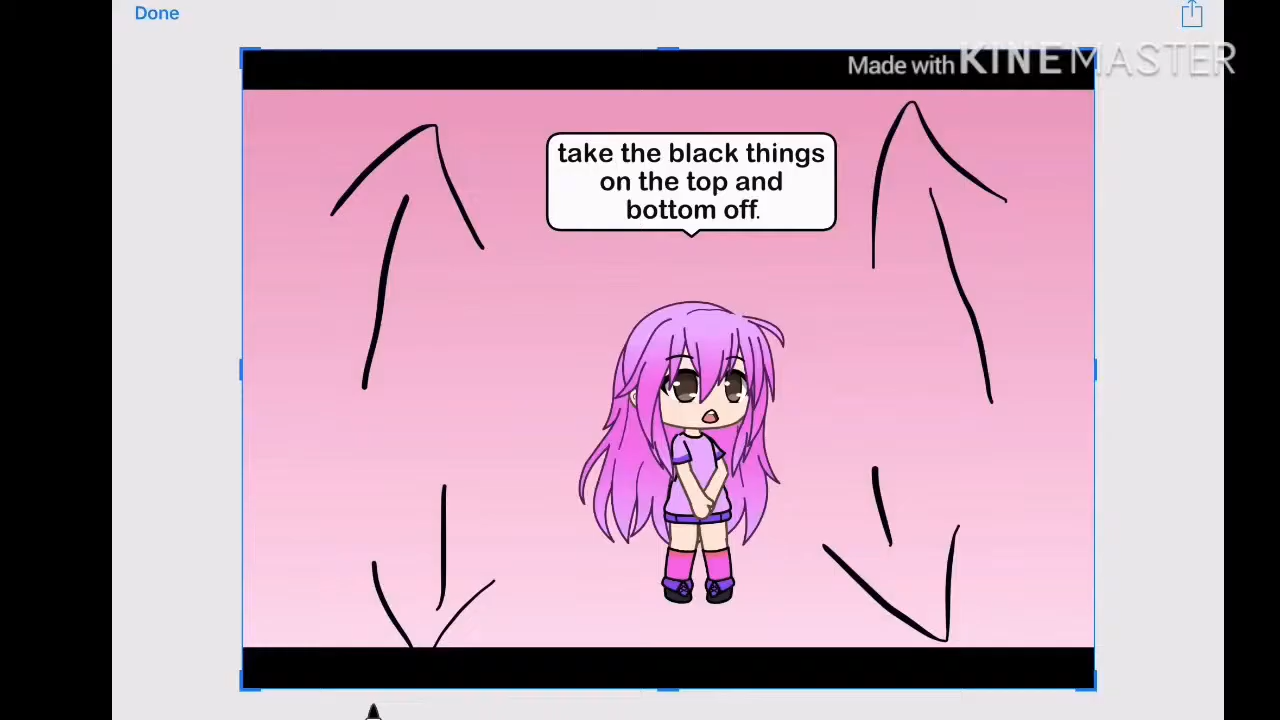 Done
Made with KINEMASTER
take the black things
on the top and
bottom off.